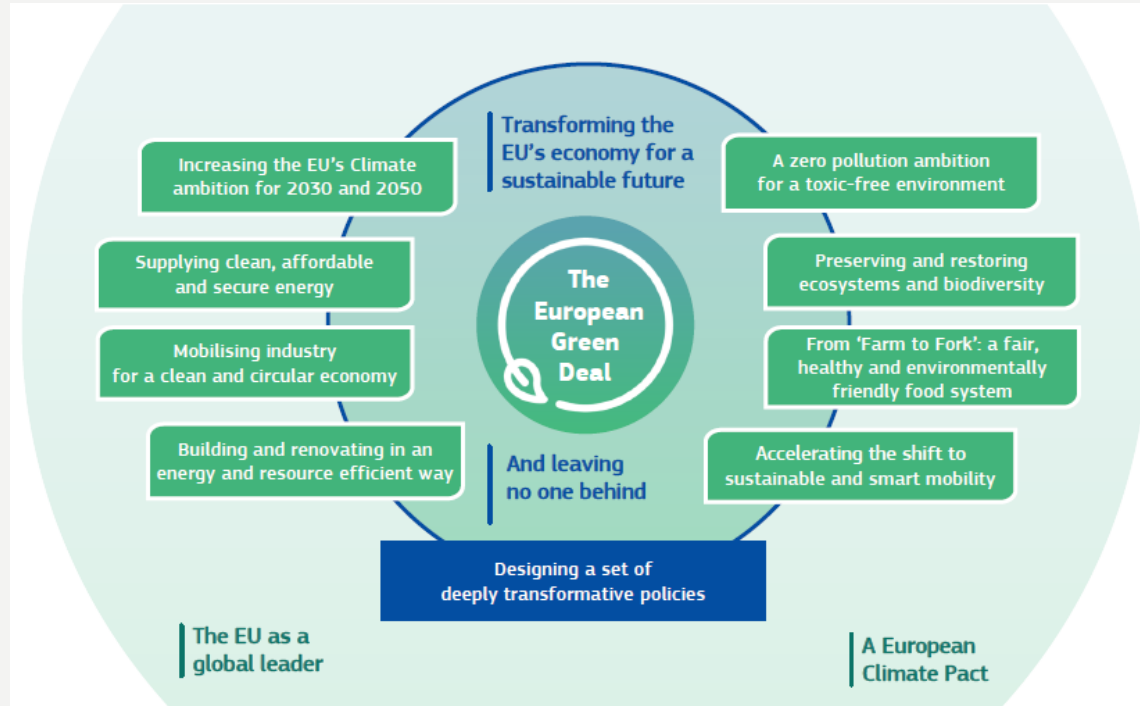 Transforming the
EU's economy for a
sustainable future
Increasing the EU's Climate
ambition for 2030 and 2050
Supplying clean, affordable
and secure energy
Mobilising industry
for a clean and circular economy
Building and renovating in an
energy and resource efficient way
The
European
Green
Deal
A zero pollution ambition
for a toxic-free environment
Preserving and restoring
ecosystems and biodiversity
From ‘Farm to Fork’: a fair,
healthy and environmentally
friendly food system
Accelerating the shift to
sustainable and smart mobility
And leaving
no one behind
Designing a set of
deeply transformative policies
The EU as a
global leader
A European
Climate Pact